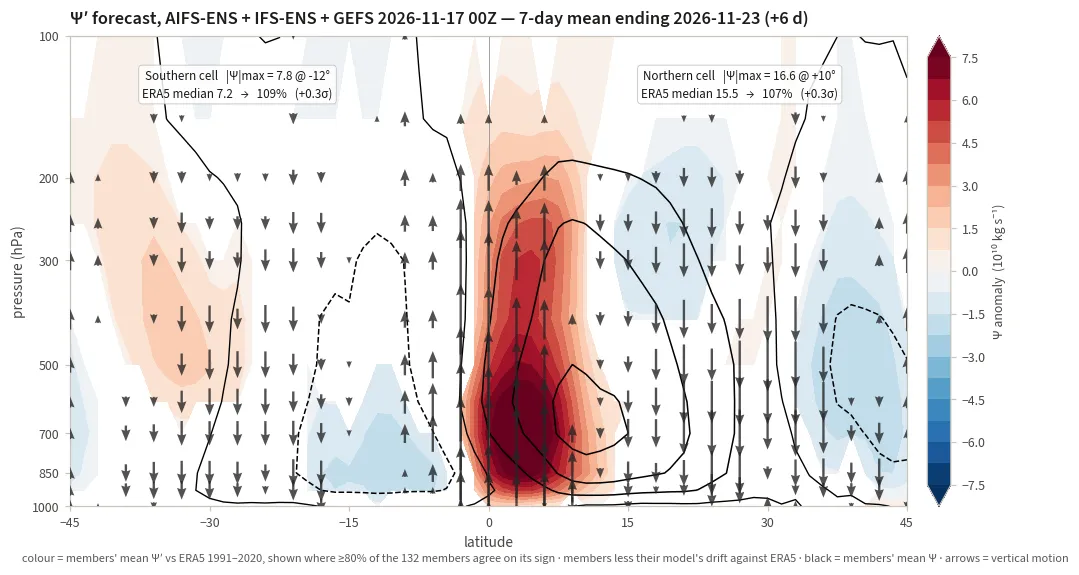 Ψ′ forecast, AIFS-ENS + IFS-ENS + GEFS 2026-11-17 00Z — 7-day mean ending 2026-11-23 (+6 d)
Southern cell |Ψ|max = 7.8 @ -12°
ERA5 median 7.2 → 109% (+0.3σ)
Northern cell |Ψ|max = 16.6 @ +10°
ERA5 median 15.5 → 107% (+0.3σ)
pressure (hPa)
100
200
300
400
500
700
850
1000
−45
−30
−15
0
15
30
45
latitude
7.5
6.0
4.5
3.0
1.5
0.0
−1.5
−3.0
−4.5
−6.0
−7.5
Ψ anomaly (10¹⁰ kg s⁻¹)
colour = members' mean Ψ′ vs ERA5 1991–2020, shown where ≥80% of the 132 members agree on its sign · members less their model's drift against ERA5 · black = members' mean Ψ · arrows = vertical motion